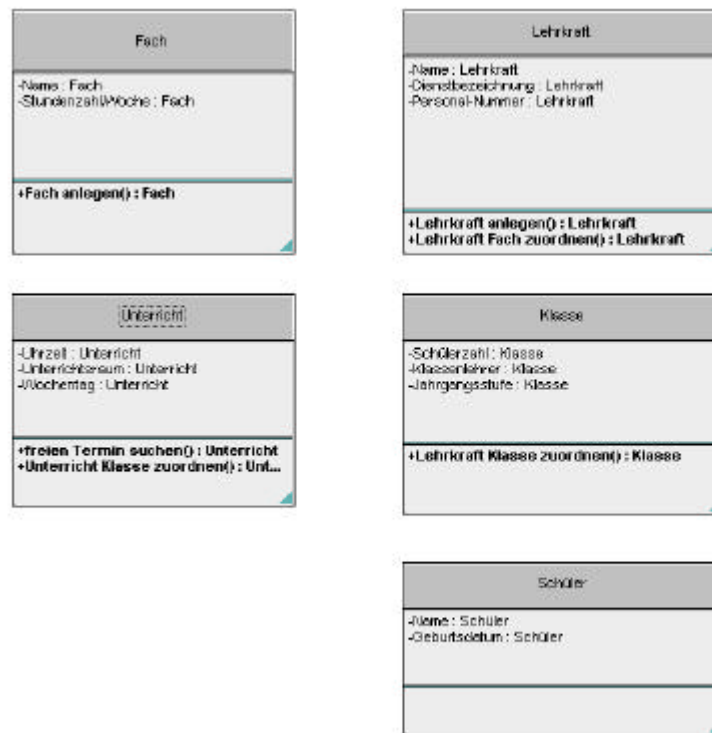 Fach
-Name : Fach
-Stundenzahl/Woche : Fach
+Fach anlegen() : Fach
Lehrkraft
-Name : Lehrkraft
-Dienstbezeichnung : Lehrkraft
-Personal-Nummer : Lehrkraft
+Lehrkraft anlegen() : Lehrkraft
+Lehrkraft Fach zuordnen() : Lehrkraft
Unterricht
-Uhrzeit : Unterricht
-Unterrichtsraum : Unterricht
-Wochentag : Unterricht
+freien Termin suchen() : Unterricht
+Unterricht Klasse zuordnen() : Unt...
Klasse
-Schülerzahl : Klasse
-Klassenlehrer : Klasse
-Jahrgangsstufe : Klasse
+Lehrkraft Klasse zuordnen() : Klasse
Schüler
-Name : Schüler
-Geburtsdatum : Schüler